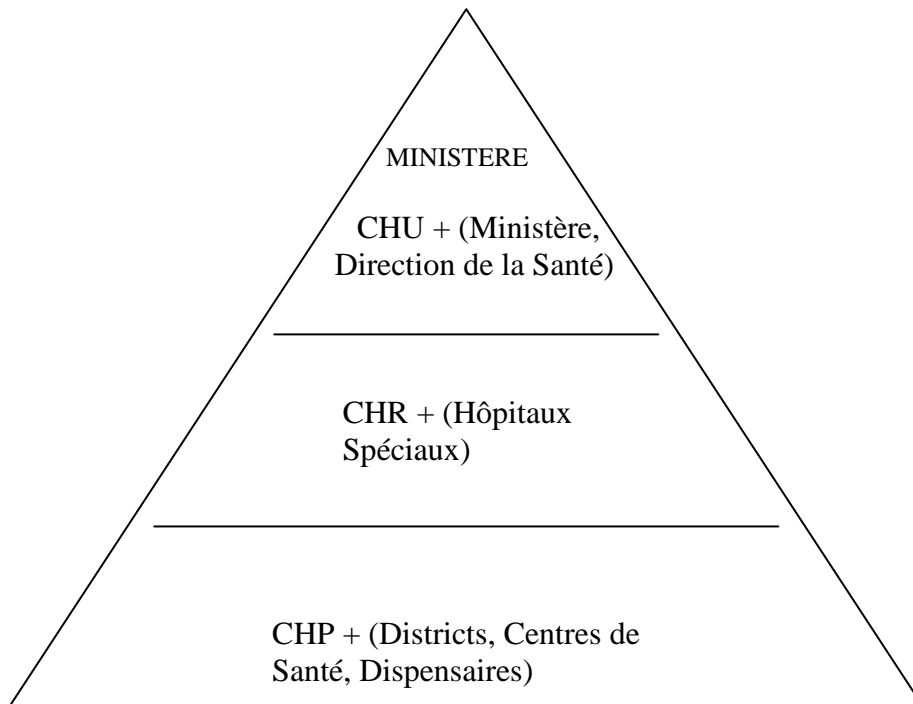 MINISTERE
CHU + (Ministère,
Direction de la Santé)
CHR + (Hôpitaux
Spéciaux)
CHP + (Districts, Centres de
Santé, Dispensaires)